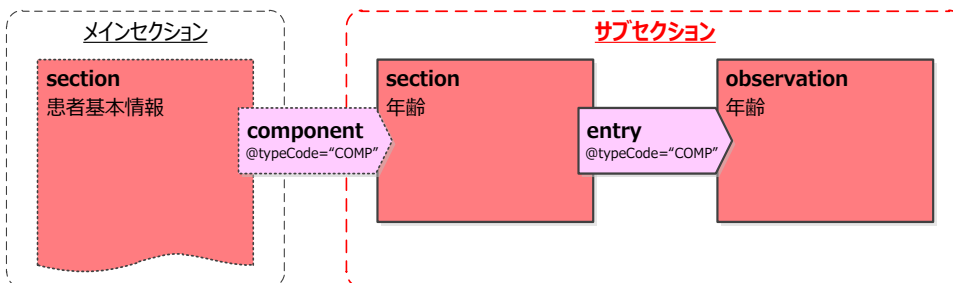 メインセクション
サブセクション
section
患者基本情報
component
@typeCode=“COMP”
section
年齢
entry
@typeCode=“COMP”
observation
年齢